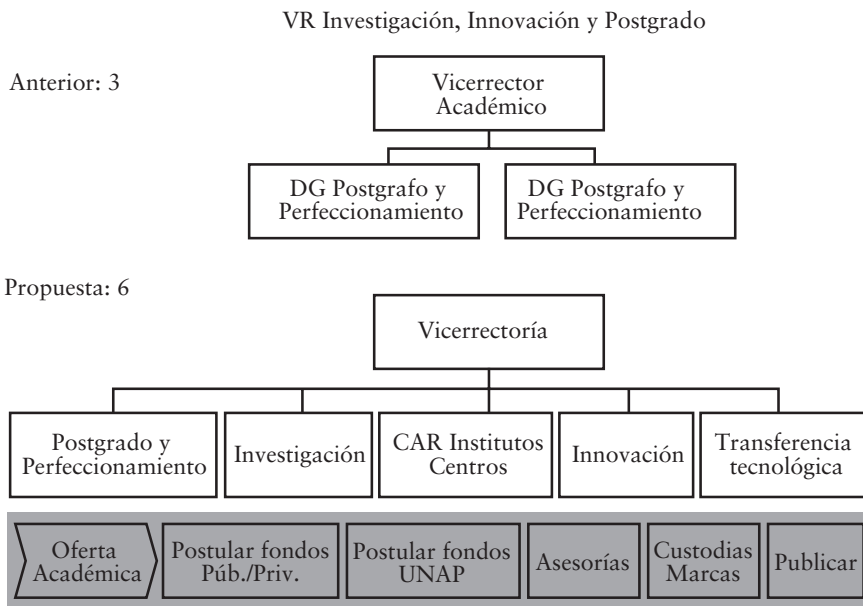 VR Investigación, Innovación y Postgrado
Anterior: 3
Vicerrector
Académico
DG Postgrafo y
Perfeccionamiento
DG Postgrafo y
Perfeccionamiento
Propuesta: 6
Vicerrectoría
Postgrado y
Perfeccionamiento
Investigación
CAR Institutos
Centros
Innovación
Transferencia
tecnológica
Oferta
Académica
Postular fondos
Púb./Priv.
Postular fondos
UNAP
Asesorías
Custodias
Marcas
Publicar